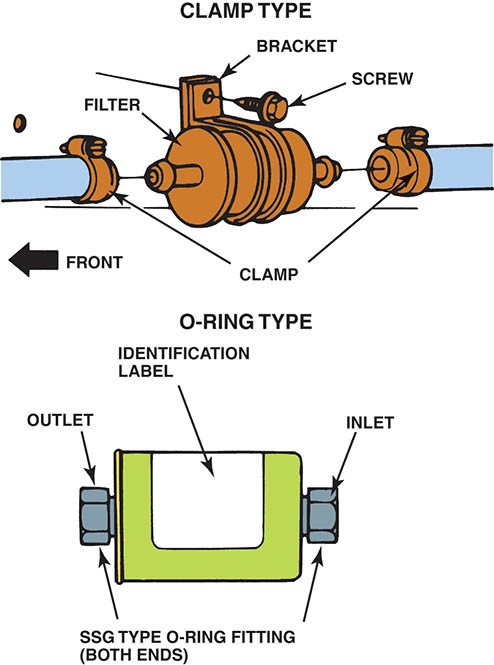 CLAMP TYPE
BRACKET
SCREW
FILTER
FRONT
CLAMP
O-RING TYPE
IDENTIFICATION
LABEL
OUTLET
INLET
SSG TYPE O-RING FITTING
(BOTH ENDS)